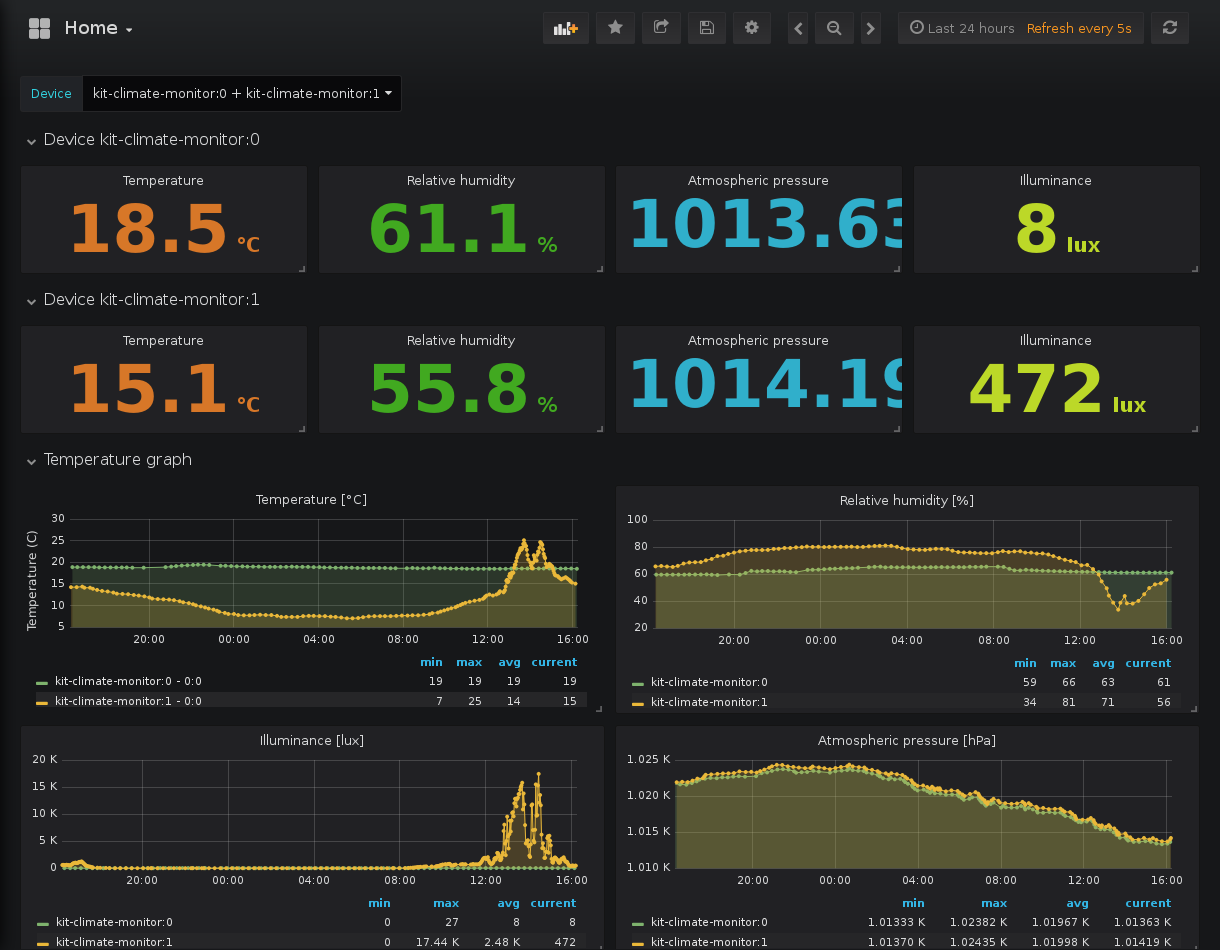 Home
Last 24 hours Refresh every 5s
Device kit-climate-monitor:0 + kit-climate-monitor:1
Device kit-climate-monitor:0
Temperature Relative humidity Atmospheric pressure Illuminance
18.5 °C 61.1 % 1013.63 8 lux
Device kit-climate-monitor:1
Temperature Relative humidity Atmospheric pressure Illuminance
15.1 °C 55.8 % 1014.19 472 lux
Temperature graph
Temperature [°C]
Temperature (C)
30
25
20
15
10
5
20:00 00:00 04:00 08:00 12:00 16:00
min max avg current
kit-climate-monitor:0 - 0:0 19 19 19 19
kit-climate-monitor:1 - 0:0 7 25 14 15
Relative humidity [%]
100
80
60
40
20
20:00 00:00 04:00 08:00 12:00 16:00
min max avg current
kit-climate-monitor:0 59 66 63 61
kit-climate-monitor:1 34 81 71 56
Illuminance [lux]
20 K
15 K
10 K
5 K
0
20:00 00:00 04:00 08:00 12:00 16:00
min max avg current
kit-climate-monitor:0 0 27 8 8
kit-climate-monitor:1 0 17.44 K 2.48 K 472
Atmospheric pressure [hPa]
1.025 K
1.020 K
1.015 K
1.010 K
20:00 00:00 04:00 08:00 12:00 16:00
min max avg current
kit-climate-monitor:0 1.01333 K 1.02382 K 1.01967 K 1.01363 K
kit-climate-monitor:1 1.01370 K 1.02435 K 1.01998 K 1.01419 K